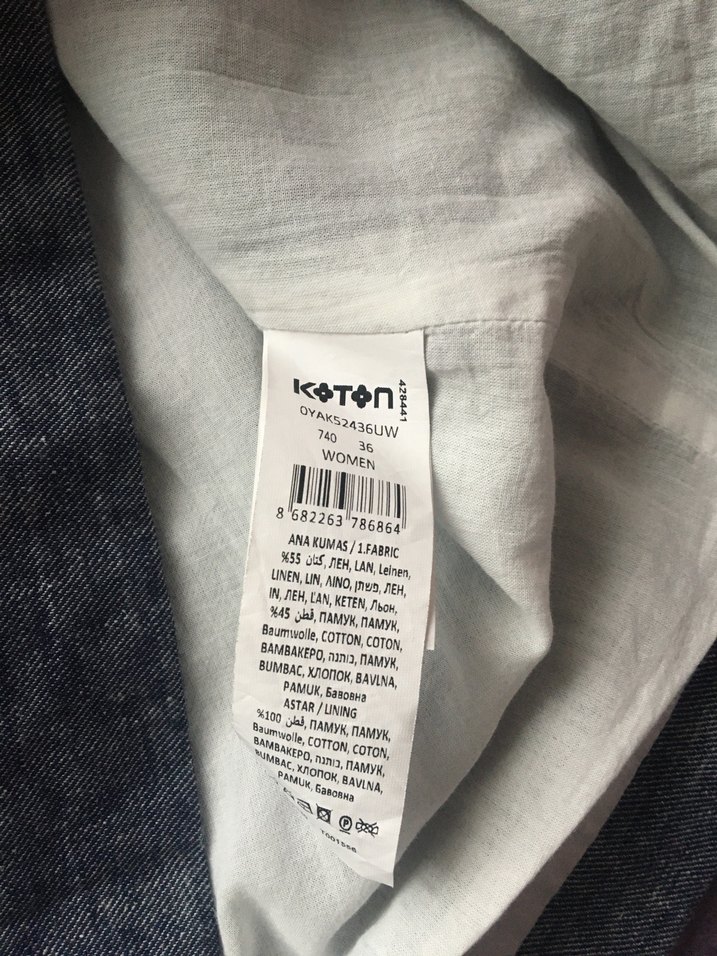 KOTON
428441
0YAK52436UW
740 36
WOMEN
8 682263 786864
ANA KUMAS / 1.FABRIC
%55 كتان, ЛЕН, LAN, Leinen,
LINEN, LIN, ΛΙΝΟ, פשתן, ЛЕН,
IN, ЛЕН, ĽAN, KETEN, Льон,
%45 قطن, ПАМУК, ПАМУК,
Baumwolle, COTTON, COTON,
ΒΑΜΒΑΚΕΡΟ, כותנה, ПАМУК,
BUMBAC, ХЛОПОК, BAVLNA,
PAMUK, Бавовна
ASTAR / LINING
%100 قطن, ПАМУК, ПАМУК,
Baumwolle, COTTON, COTON,
ΒΑΜΒΑΚΕΡΟ, כותנה, ПАМУК,
BUMBAC, ХЛОПОК, BAVLNA,
PAMUK, Бавовна
P